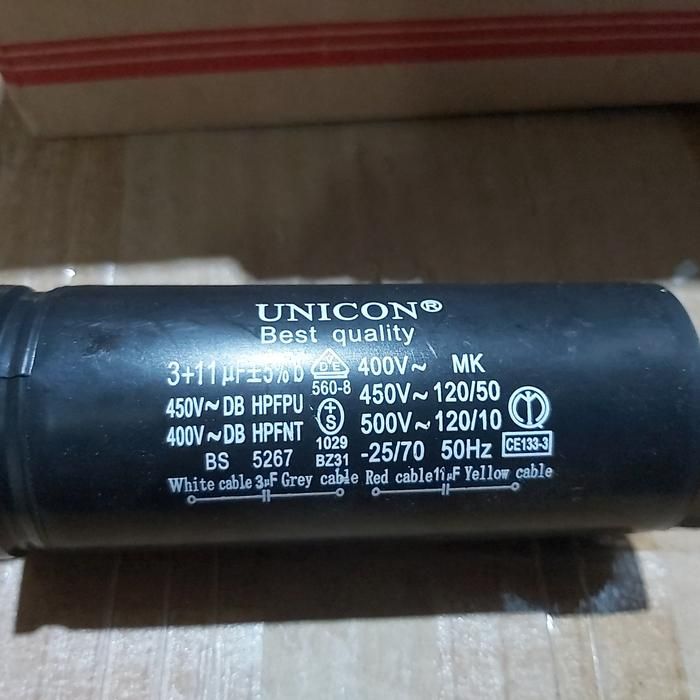 UNICON®
Best quality
3+11µF±5%b
450V~DB HPFPU
400V~DB HPFNT
BS 5267
VDE
560-8
+
S
1029
BZ31
400V~ MK
450V~120/50
500V~120/10
-25/70 50Hz
CE133-3
White cable 3µF Grey cable
Red cable 11µF Yellow cable